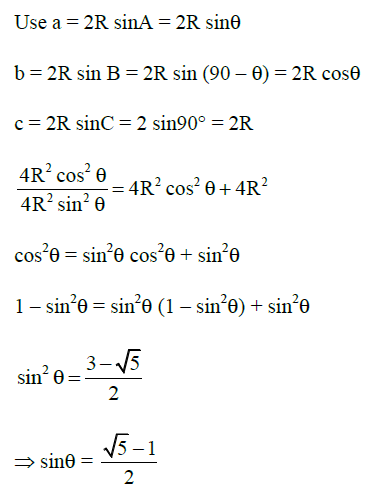 Use a = 2R sinA = 2R sinθ
b = 2R sin B = 2R sin (90 – θ) = 2R cosθ
c = 2R sinC = 2 sin90° = 2R
4R² cos² θ / 4R² sin² θ = 4R² cos² θ + 4R²
cos²θ = sin²θ cos²θ + sin²θ
1 – sin²θ = sin²θ (1 – sin²θ) + sin²θ
sin² θ = 3 – √5 / 2
⇒ sinθ = √5 – 1 / 2